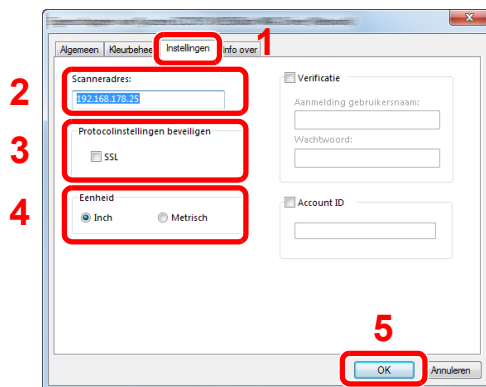 Algemeen Kleurbehee Instellingen nfo over 1
2 Scanneradres:
192.168.178.25
3 Protocolinstellingen beveiligen
SSL
4 Eenheid
Inch Metrisch
Verificatie
Aanmelding gebruikersnaam:
Wachtwoord:
Account ID
5
OK Annuleren